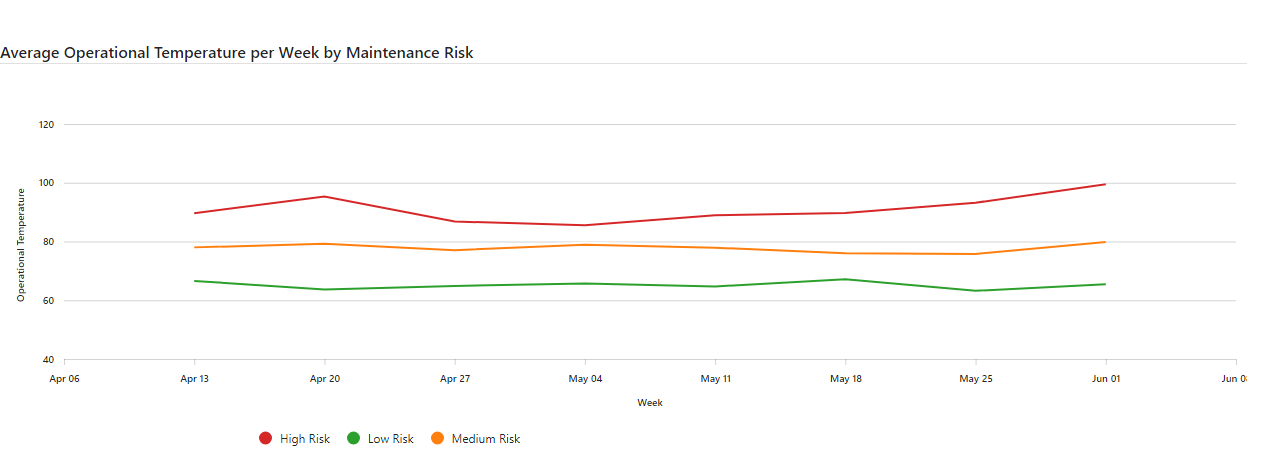 Average Operational Temperature per Week by Maintenance Risk
120
100
80
60
40
Operational Temperature
Apr 06 Apr 13 Apr 20 Apr 27 May 04 May 11 May 18 May 25 Jun 01 Jun
Week
High Risk Low Risk Medium Risk